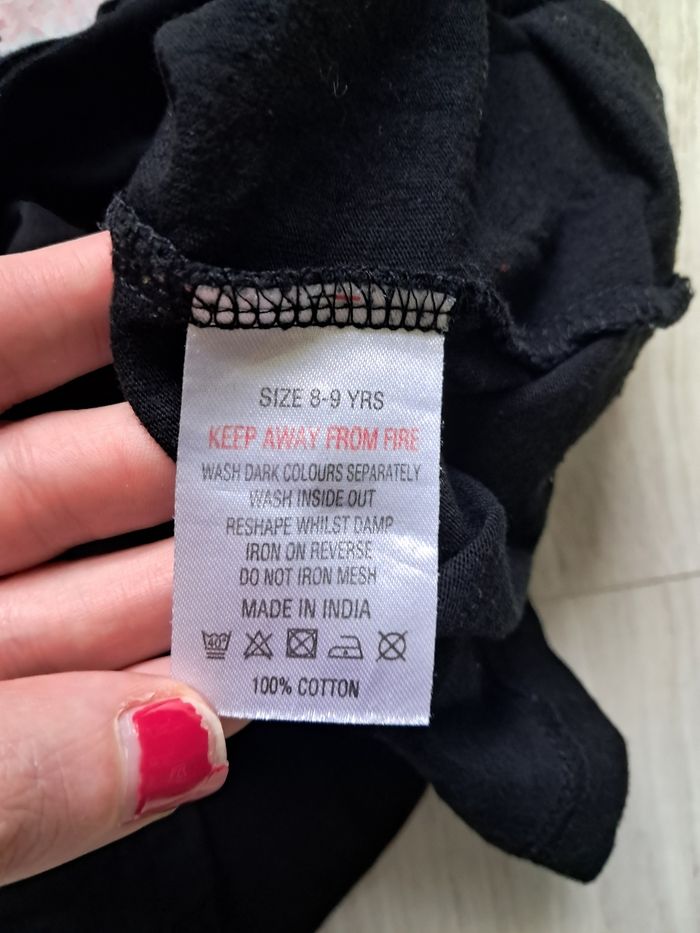 SIZE 8-9 YRS
KEEP AWAY FROM FIRE
WASH DARK COLOURS SEPARATELY
WASH INSIDE OUT
RESHAPE WHILST DAMP
IRON ON REVERSE
DO NOT IRON MESH
MADE IN INDIA
40°
100% COTTON